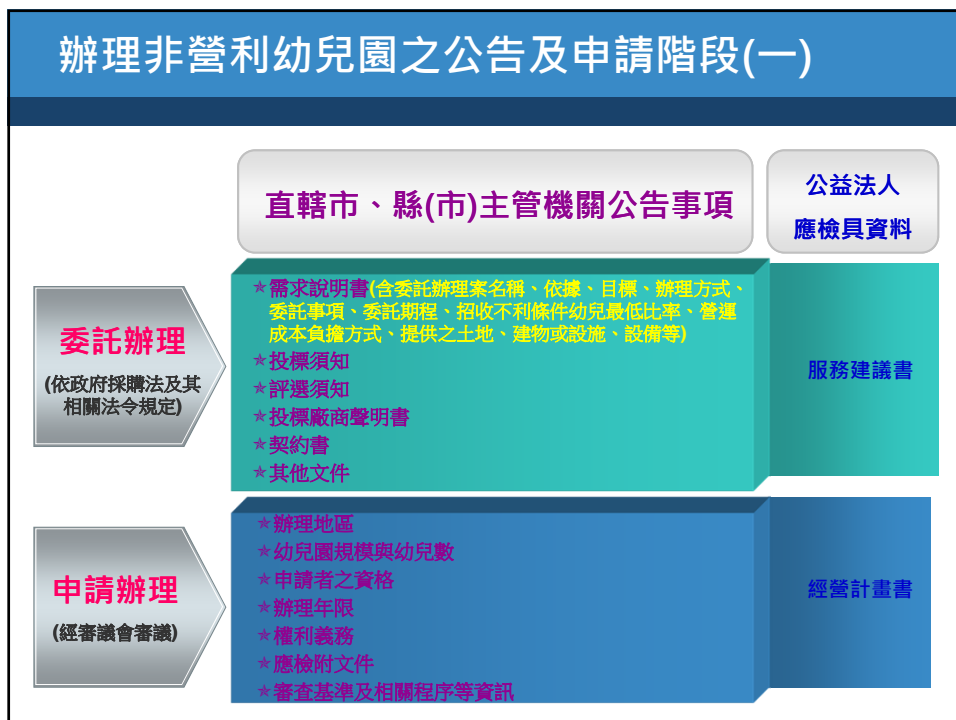 辦理非營利幼兒園之公告及申請階段(一)
直轄市、縣(市)主管機關公告事項
公益法人
應檢具資料
委託辦理
(依政府採購法及其
相關法令規定)
*需求說明書(含委託辦理案名稱、依據、目標、辦理方式、
委託事項、委託期程、招收不利條件幼兒最低比率、營運
成本負擔方式、提供之土地、建物或設施、設備等)
*投標須知
*評選須知
*投標廠商聲明書
*契約書
*其他文件
服務建議書
申請辦理
(經審議會審議)
*辦理地區
*幼兒園規模與幼兒數
*申請者之資格
*辦理年限
*權利義務
*應檢附文件
*審查基準及相關程序等資訊
經營計畫書